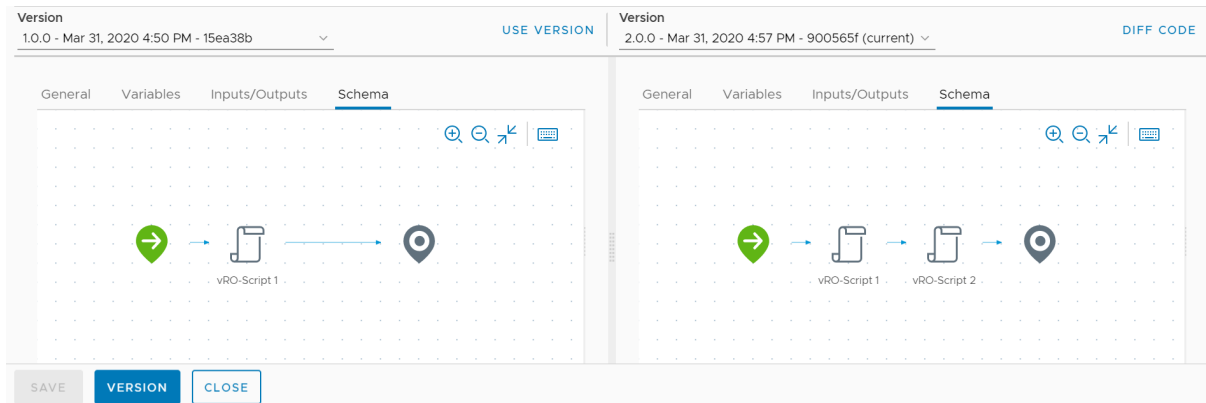 Version
1.0.0 - Mar 31, 2020 4:50 PM - 15ea38b
USE VERSION
General Variables Inputs/Outputs Schema
vRO-Script 1
Version
2.0.0 - Mar 31, 2020 4:57 PM - 900565f (current)
DIFF CODE
General Variables Inputs/Outputs Schema
vRO-Script 1 vRO-Script 2
SAVE VERSION CLOSE